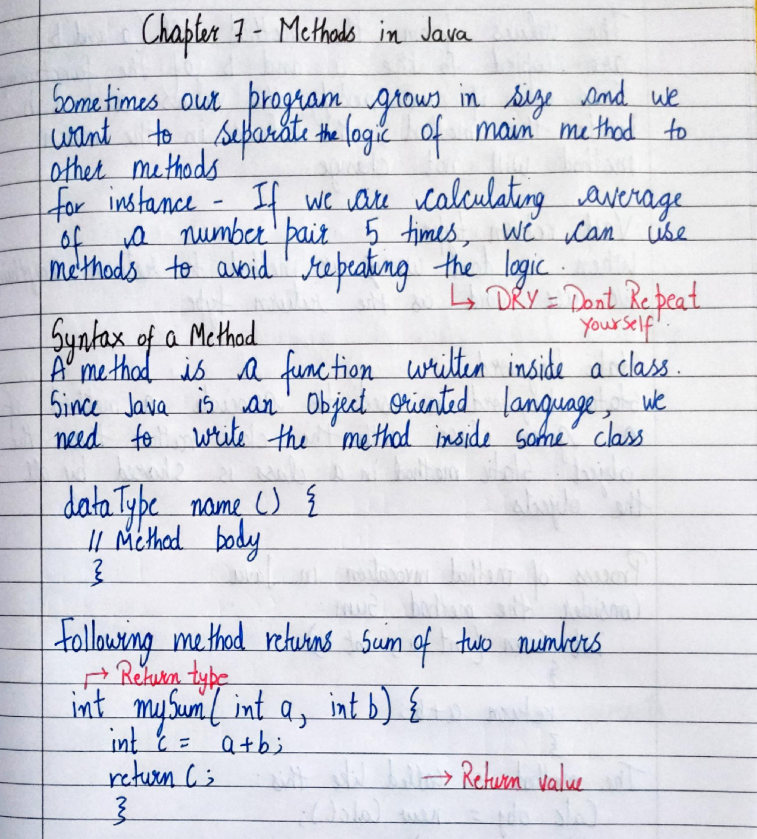 Chapter 7 - Methods in Java
Sometimes our program grows in size and we
want to separate the logic of main method to
other methods
for instance - If we are calculating average
of a number pair 5 times, we can use
methods to avoid repeating the logic.
↳ DRY = Dont Repeat
Yourself
Syntax of a Method
A method is a function written inside a class.
Since Java is an Object Oriented language, we
need to write the method inside some class
dataType name () {
// Method body
}
Following method returns sum of two numbers
→ Return type
int mySum( int a, int b) {
int c = a+b;
return c; → Return value
}